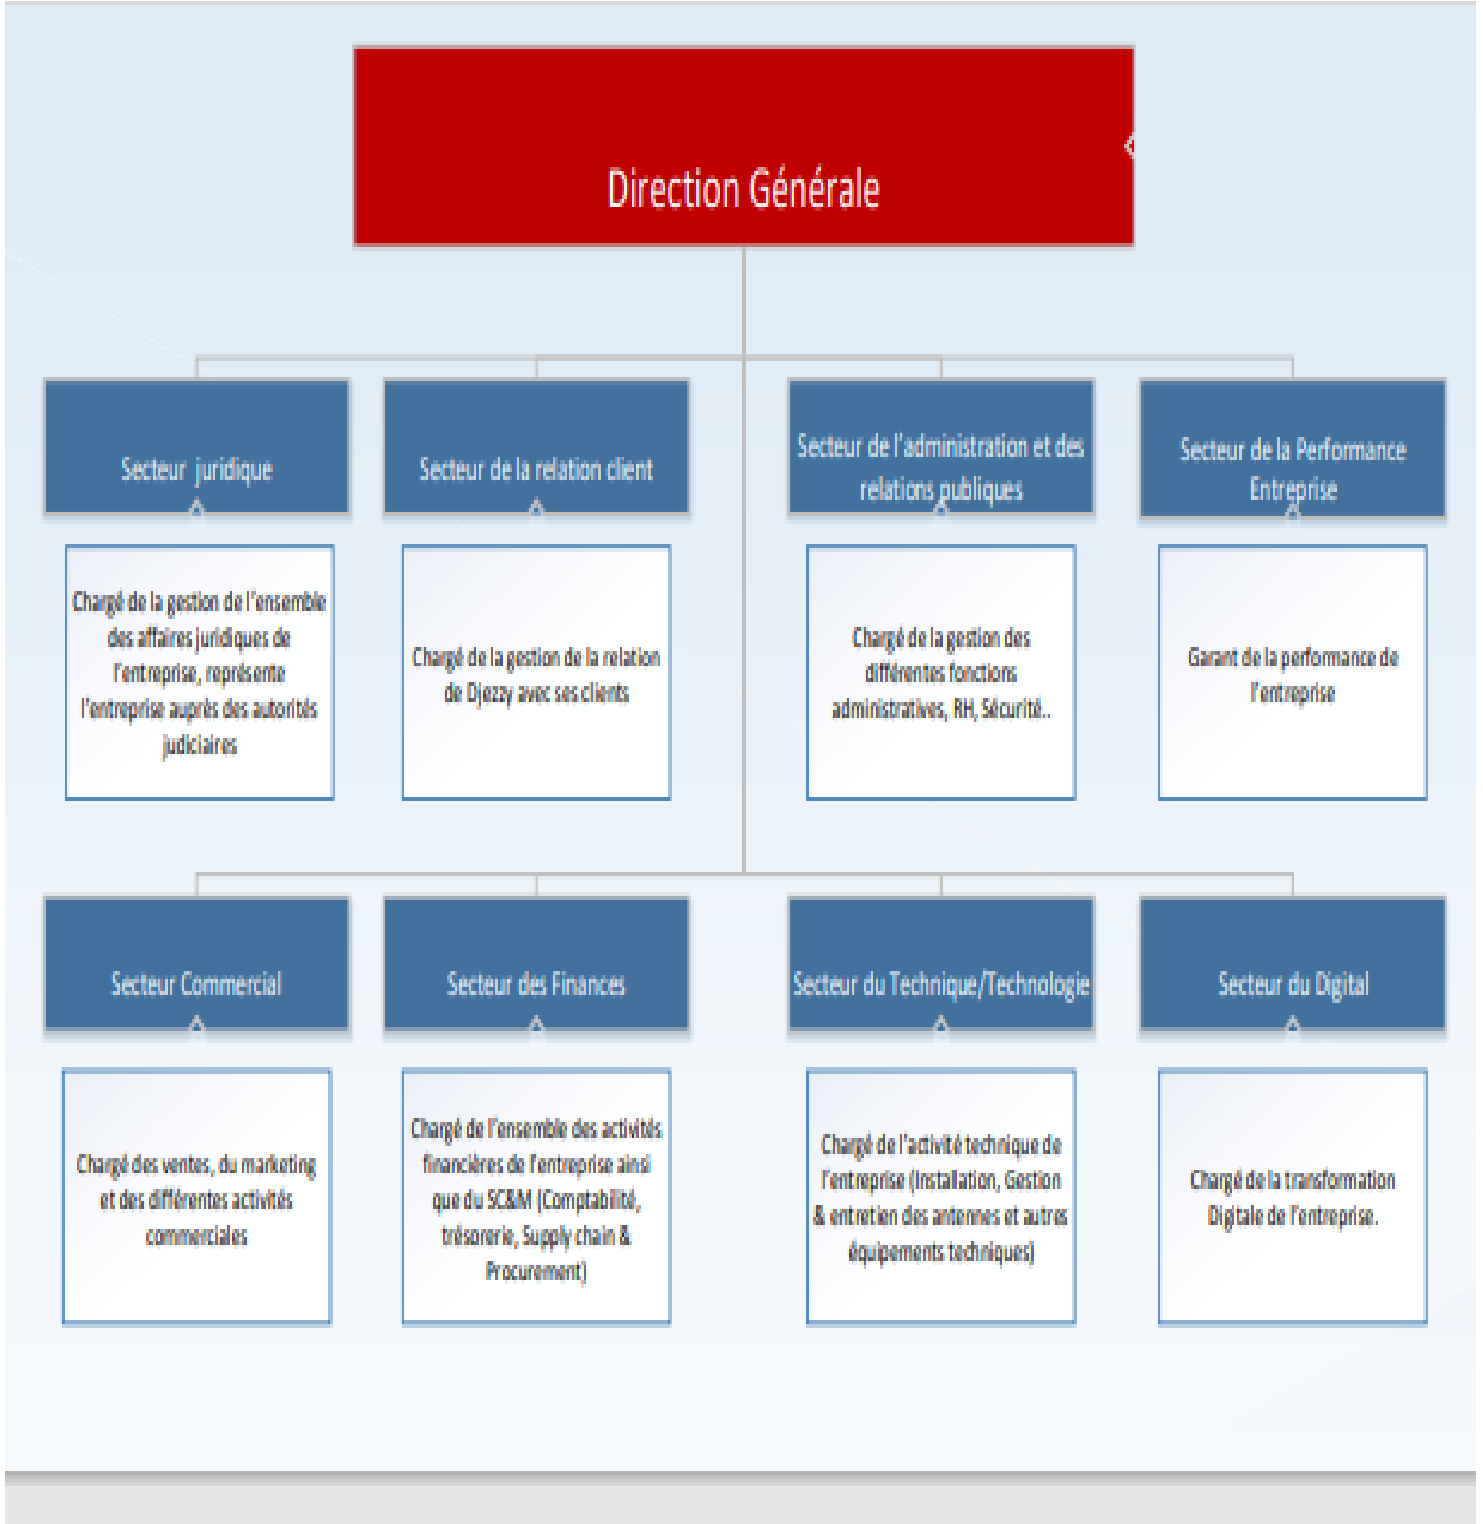 Direction Générale
Secteur juridique
Secteur de la relation client
Secteur de l'administration et des
relations publiques
Secteur de la Performance
Entreprise
Chargé de la gestion de l'ensemble
des affaires juridiques de
l'entreprise, représente
l'entreprise auprès des autorités
judiciaires
Chargé de la gestion de la relation
de Djezzy avec ses clients
Chargé de la gestion des
différentes fonctions
administratives, RH, Sécurité..
Garant de la performance de
l'entreprise
Secteur Commercial
Secteur des Finances
Secteur du Technique/Technologie
Secteur du Digital
Chargé des ventes, du marketing
et des différentes activités
commerciales
Chargé de l'ensemble des activités
financières de l'entreprise ainsi
que du SC&M (Comptabilité,
trésorerie, Supply chain &
Procurement)
Chargé de l'activité technique de
l'entreprise (Installation, Gestion
& entretien des antennes et autres
équipements techniques)
Chargé de la transformation
Digitale de l'entreprise.